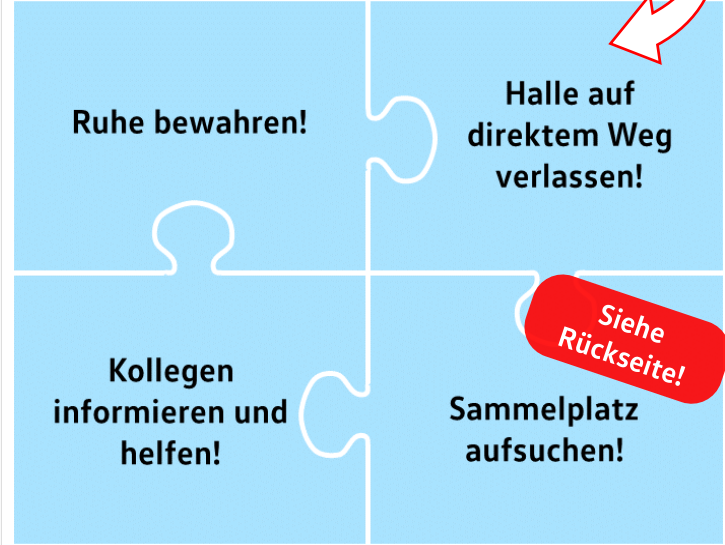 Ruhe bewahren!
Halle auf
direktem Weg
verlassen!
Siehe
Rückseite!
Kollegen
informieren und
helfen!
Sammelplatz
aufsuchen!